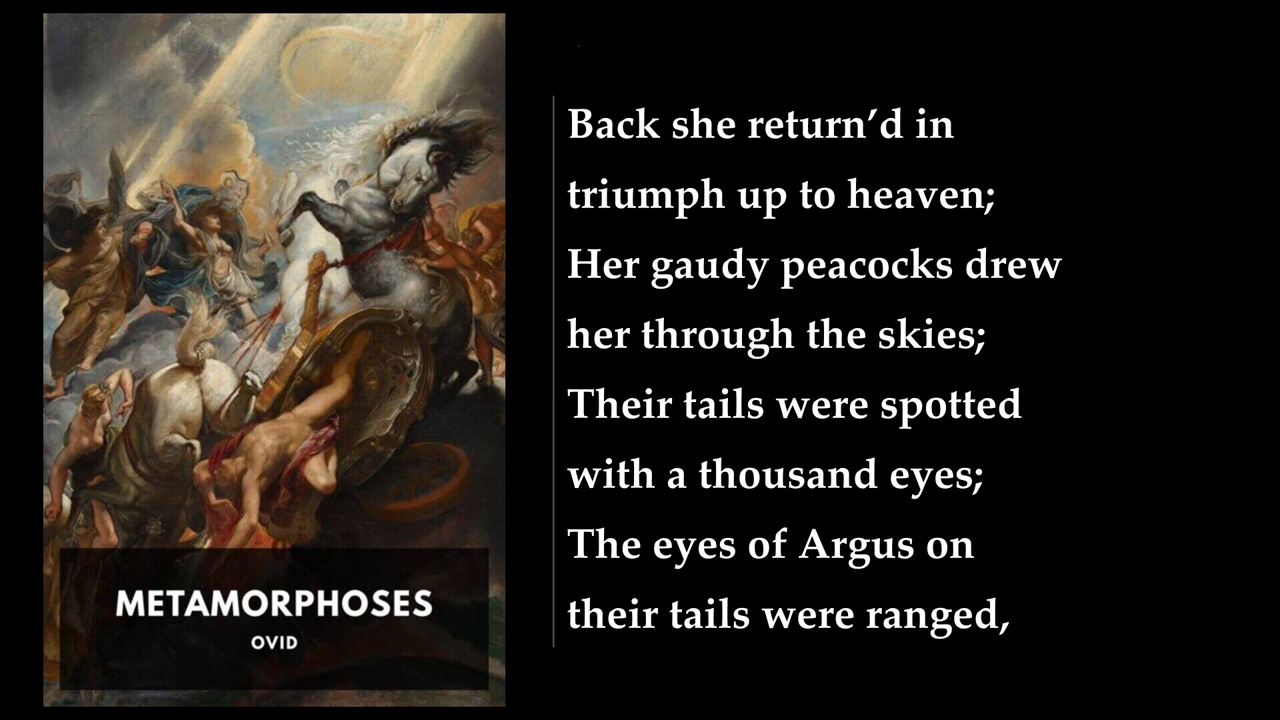 METAMORPHOSES
OVID
Back she return’d in
triumph up to heaven;
Her gaudy peacocks drew
her through the skies;
Their tails were spotted
with a thousand eyes;
The eyes of Argus on
their tails were ranged,